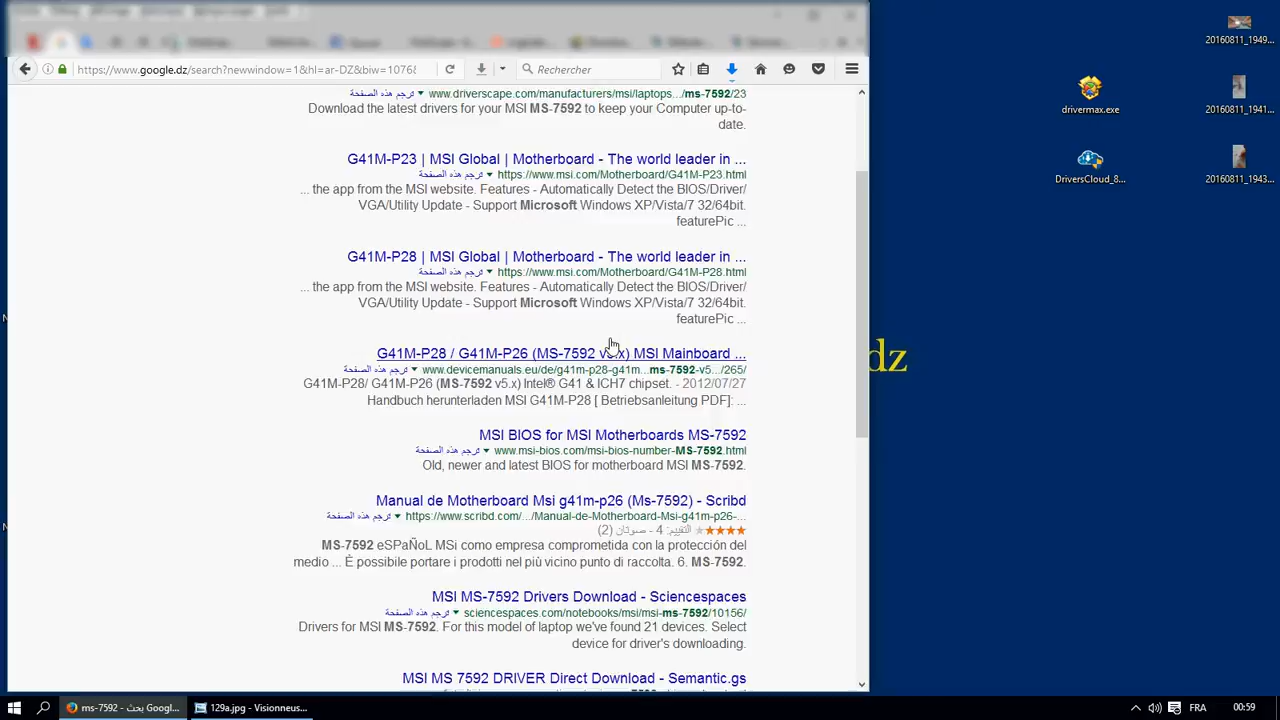 https://www.google.dz/search?newwindow=1&hl=ar-DZ&biw=1076&
Rechercher
www.driverscape.com/manufacturers/msi/laptops.../ms-7592/23 ▼ ترجم هذه الصفحة
Download the latest drivers for your MSI MS-7592 to keep your Computer up-to-
date.
G41M-P23 | MSI Global | Motherboard - The world leader in ...
https://www.msi.com/Motherboard/G41M-P23.html ▼ ترجم هذه الصفحة
... the app from the MSI website. Features - Automatically Detect the BIOS/Driver/
VGA/Utility Update - Support Microsoft Windows XP/Vista/7 32/64bit.
featurePic ...
G41M-P28 | MSI Global | Motherboard - The world leader in ...
https://www.msi.com/Motherboard/G41M-P28.html ▼ ترجم هذه الصفحة
... the app from the MSI website. Features - Automatically Detect the BIOS/Driver/
VGA/Utility Update - Support Microsoft Windows XP/Vista/7 32/64bit.
featurePic ...
G41M-P28 / G41M-P26 (MS-7592 v5.x) MSI Mainboard ...
www.devicemanuals.eu/de/g41m-p28-g41m...ms-7592-v5.../265/ ▼ ترجم هذه الصفحة
G41M-P28/ G41M-P26 (MS-7592 v5.x) Intel® G41 & ICH7 chipset. - 2012/07/27
Handbuch herunterladen MSI G41M-P28 [ Betriebsanleitung PDF]: ...
MSI BIOS for MSI Motherboards MS-7592
www.msi-bios.com/msi-bios-number-MS-7592.html ▼ ترجم هذه الصفحة
Old, newer and latest BIOS for motherboard MSI MS-7592.
Manual de Motherboard Msi g41m-p26 (Ms-7592) - Scribd
https://www.scribd.com/.../Manual-de-Motherboard-Msi-g41m-p26-... ▼ ترجم هذه الصفحة
التقييم: 4 - صوتان (2)
MS-7592 eSPaÑoL MSi como empresa comprometida con la protección del
medio ... È possibile portare i prodotti nel più vicino punto di raccolta. 6. MS-7592.
MSI MS-7592 Drivers Download - Sciencespaces
sciencespaces.com/notebooks/msi/msi-ms-7592/10156/ ▼ ترجم هذه الصفحة
Drivers for MSI MS-7592. For this model of laptop we've found 21 devices. Select
device for driver's downloading.
MSI MS 7592 DRIVER Direct Download - Semantic.gs
drivermax.exe
DriversCloud_8...
20160811_1949...
20160811_1941...
20160811_1943...
dz
ms-7592 - بحث Googl...
129a.jpg - Visionneus...
FRA
00:59